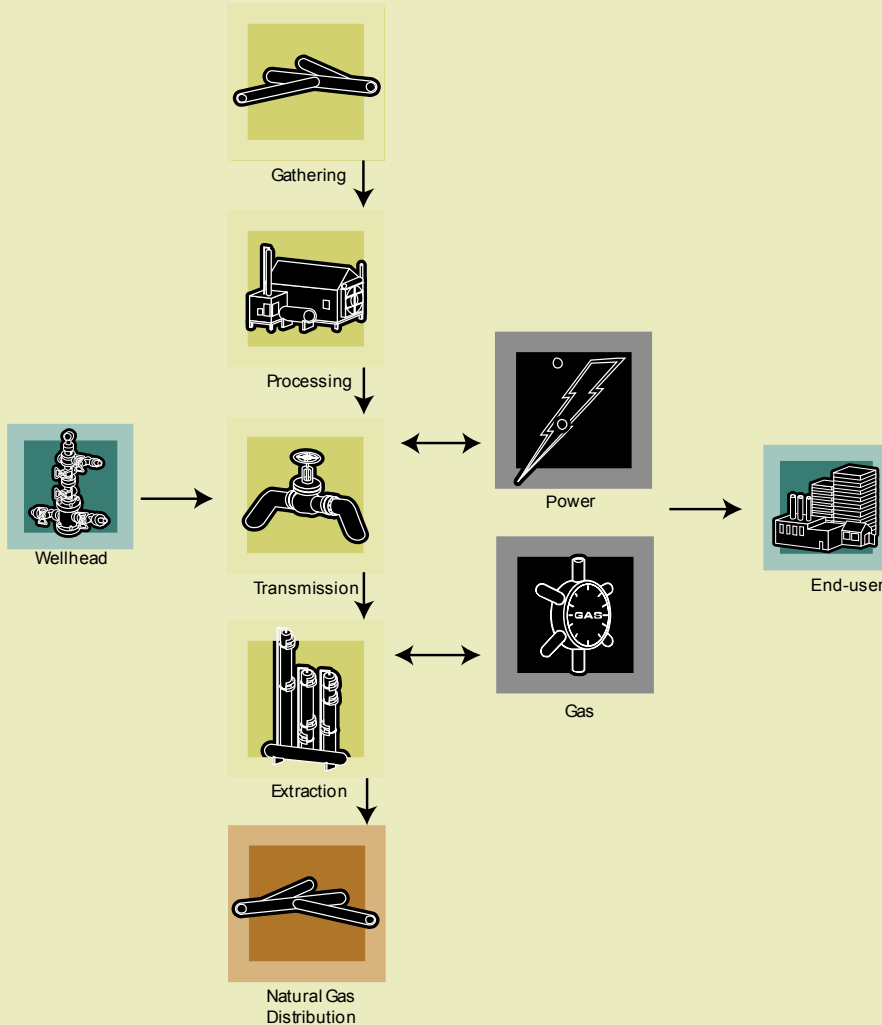 Gathering
Processing
Power
Wellhead
Transmission
End-user
GAS
Gas
Extraction
Natural Gas
Distribution